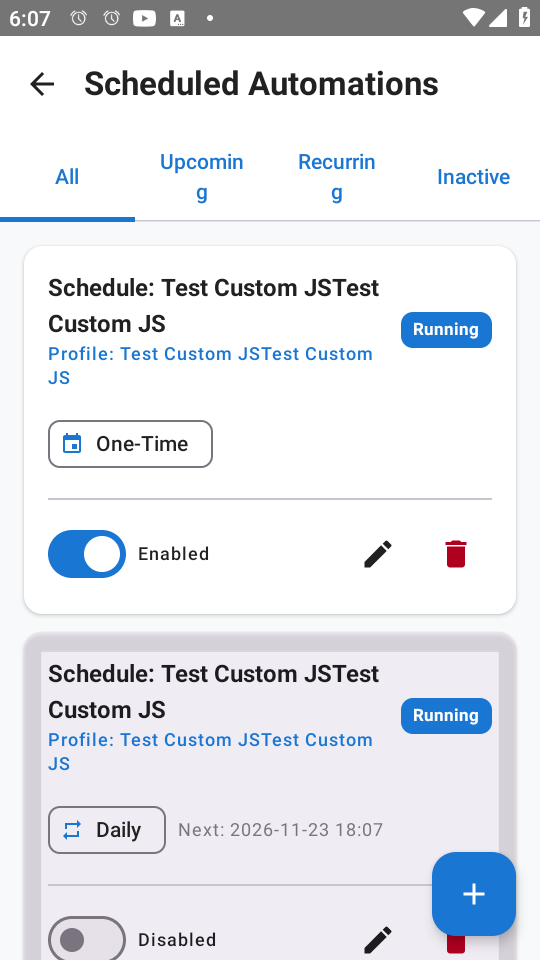 6:07
Scheduled Automations
All
Upcomin
g
Recurrin
g
Inactive
Schedule: Test Custom JSTest
Custom JS
Running
Profile: Test Custom JSTest Custom
JS
One-Time
Enabled
Schedule: Test Custom JSTest
Custom JS
Running
Profile: Test Custom JSTest Custom
JS
Daily
Next: 2026-11-23 18:07
Disabled